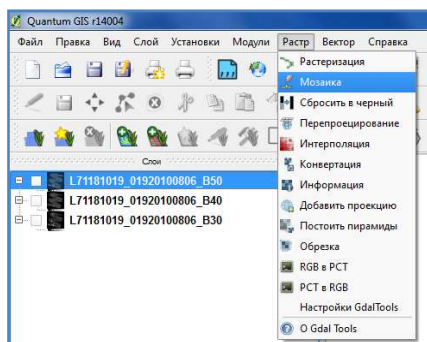 Quantum GIS r14004
Файл Правка Вид Слой Установки Модули Растр Вектор Справка
Растеризация
Мозаика
Сбросить в черный
Перепроецирование
Интерполяция
Конвертация
Информация
Добавить проекцию
Постоить пирамиды
Обрезка
RGB в PCT
PCT в RGB
Настройки GdalTools
О Gdal Tools
Слои
L71181019_01920100806_B50
L71181019_01920100806_B40
L71181019_01920100806_B30